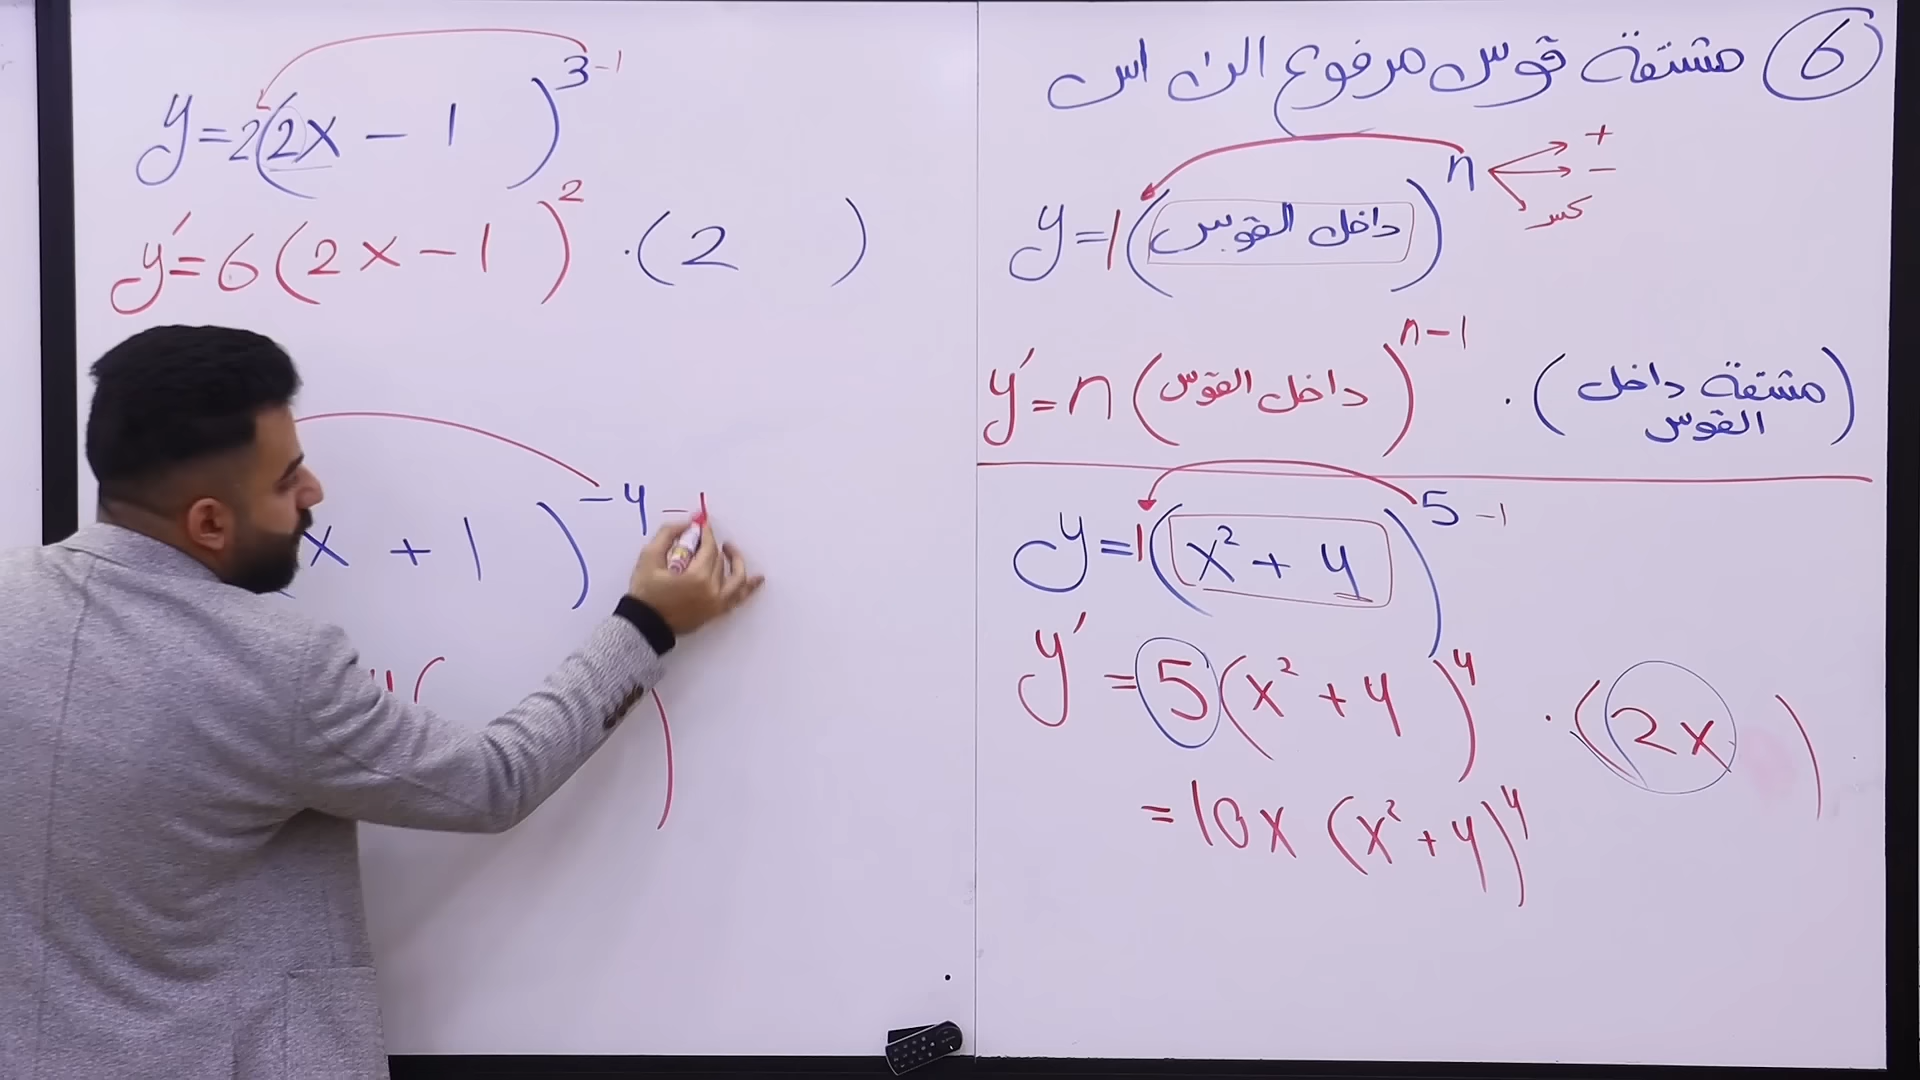 6 مشتقة قوس مرفوع الئ اس
y = 1(داخل القوس)^n + − كسر
y' = n(داخل القوس)^{n-1} · (مشتقة داخل القوس)
y = 1(x² + 4)^{5-1}
y' = 5(x² + 4)^4 · (2x)
= 10x (x² + 4)^4
y = 2(2x − 1)^{3-1}
y' = 6(2x − 1)^2 · (2 )
x + 1)^{-4-1}
4( )